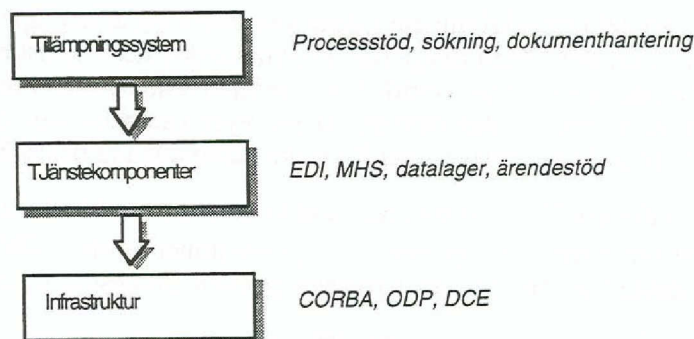 Tillämpningssystem
Processstöd, sökning, dokumenthantering
TJänstekomponenter
EDI, MHS, datalager, ärendestöd
Infrastruktur
CORBA, ODP, DCE